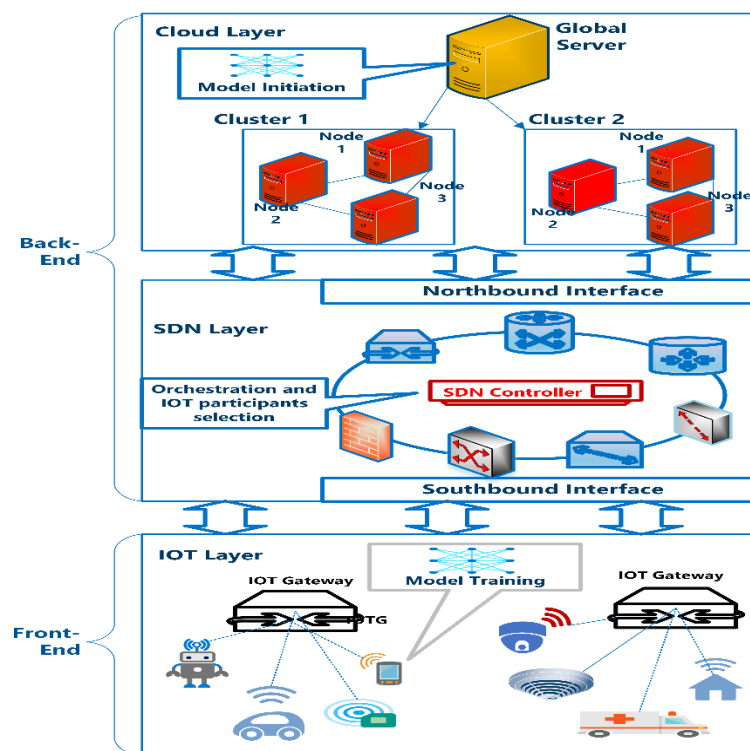 Cloud Layer
Global
Server
Model Initiation
Cluster 1
Cluster 2
Node
1
Node
2
Node
3
Node
1
Node
2
Node
3
Back-
End
Northbound Interface
SDN Layer
Orchestration and
IOT participants
selection
SDN Controller
Southbound Interface
IOT Layer
Model Training
IOT Gateway
IOT Gateway
Front-
End